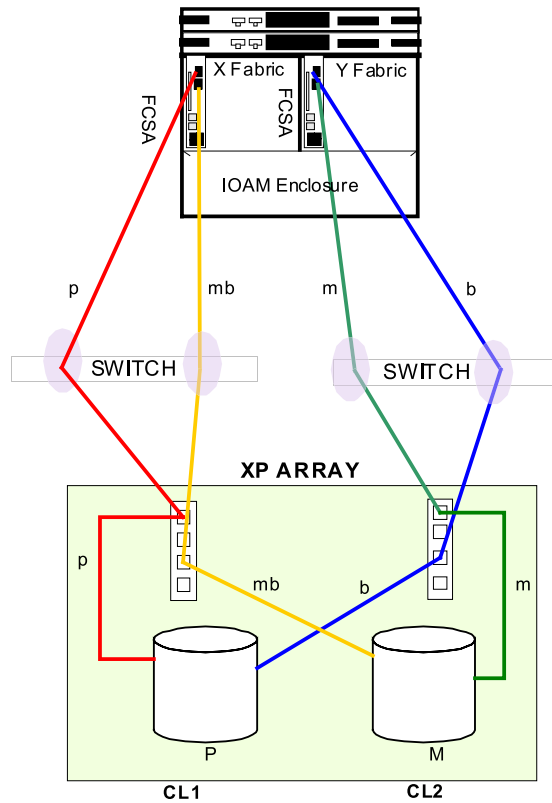 X Fabric
Y Fabric
FCSA
FCSA
IOAM Enclosure
p
mb
m
b
SWITCH
SWITCH
XP ARRAY
p
mb
b
m
P
M
CL1
CL2